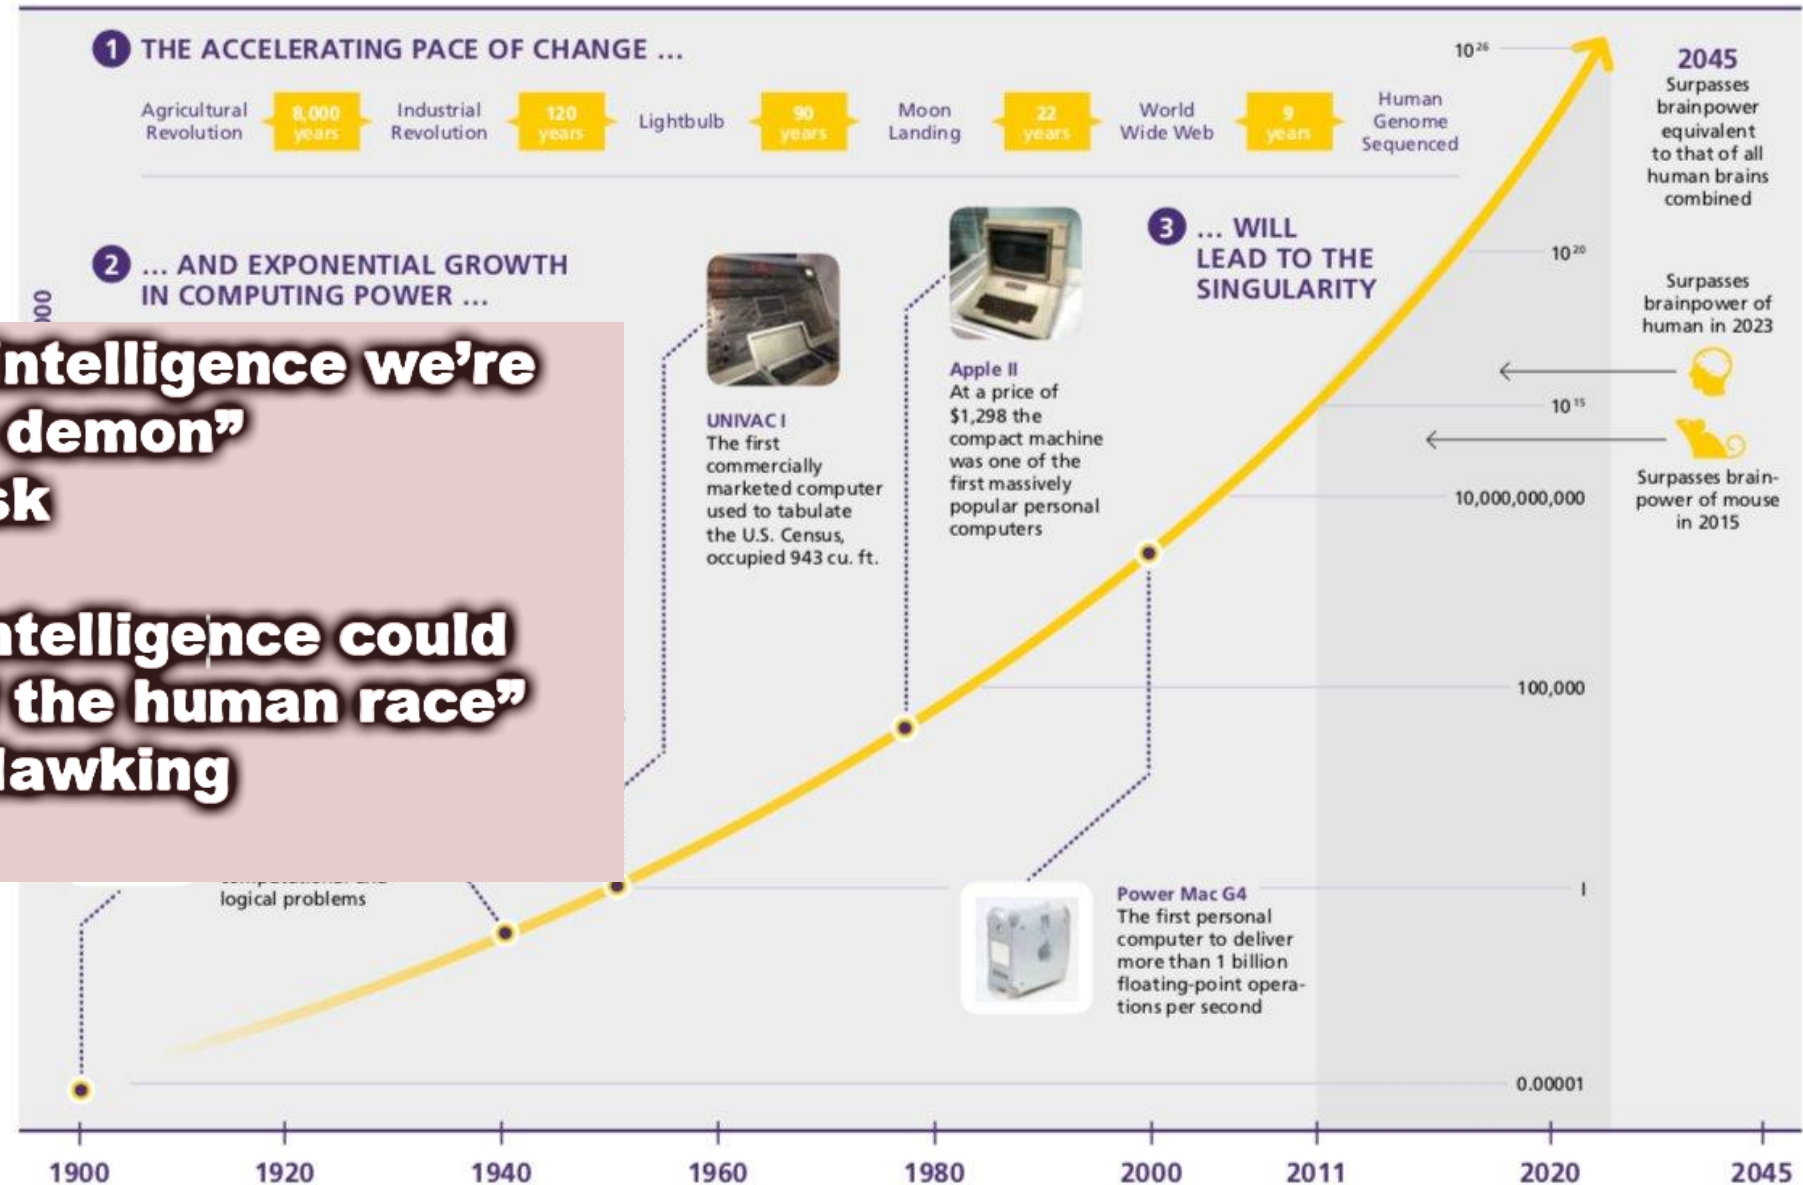 1 THE ACCELERATING PACE OF CHANGE ...
Agricultural
Revolution
8,000
years
Industrial
Revolution
120
years
Lightbulb
90
years
Moon
Landing
22
years
World
Wide Web
9
years
Human
Genome
Sequenced
2 ... AND EXPONENTIAL GROWTH
IN COMPUTING POWER ...
3 ... WILL
LEAD TO THE
SINGULARITY
000
intelligence we're
demon”
sk
ntelligence could
the human race”
Hawking
logical problems
UNIVAC I
The first
commercially
marketed computer
used to tabulate
the U.S. Census,
occupied 943 cu. ft.
Apple II
At a price of
$1,298 the
compact machine
was one of the
first massively
popular personal
computers
Power Mac G4
The first personal
computer to deliver
more than 1 billion
floating-point opera-
tions per second
10²⁶
10²⁰
10¹⁵
10,000,000,000
100,000
I
0.00001
2045
Surpasses
brainpower
equivalent
to that of all
human brains
combined
Surpasses
brainpower of
human in 2023
Surpasses brain-
power of mouse
in 2015
1900 1920 1940 1960 1980 2000 2011 2020 2045